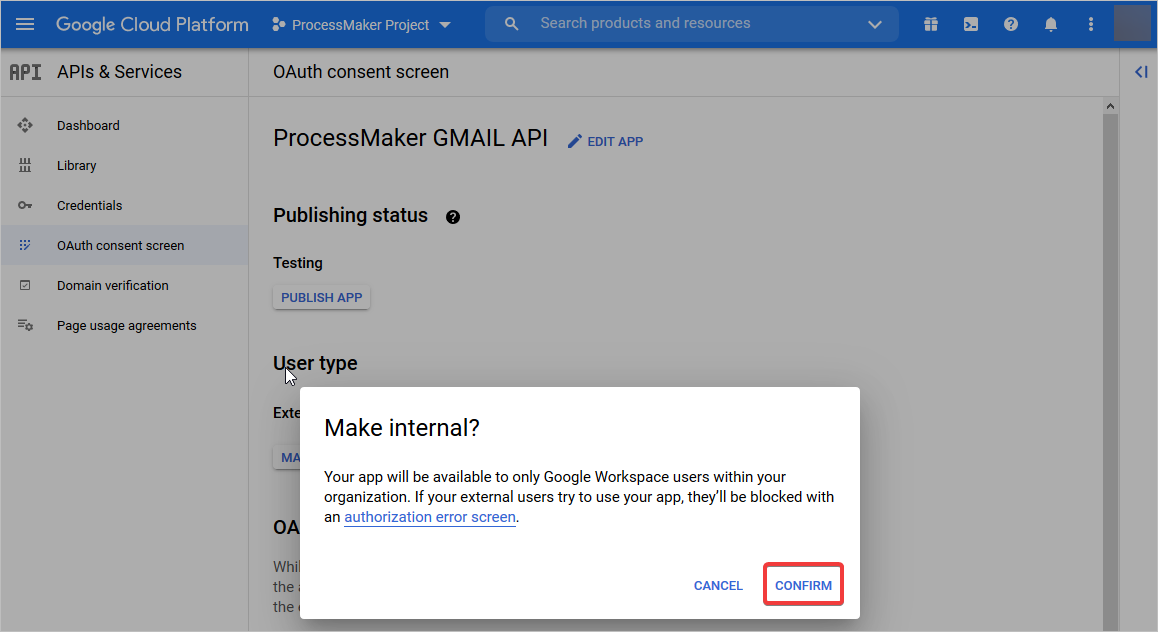 Google Cloud Platform
ProcessMaker Project
Search products and resources
API APIs & Services
OAuth consent screen
Dashboard
Library
Credentials
OAuth consent screen
Domain verification
Page usage agreements
ProcessMaker GMAIL API
EDIT APP
Publishing status
Testing
PUBLISH APP
User type
Exte
MA
OA
Whil
the a
the
Make internal?
Your app will be available to only Google Workspace users within your
organization. If your external users try to use your app, they’ll be blocked with
an authorization error screen.
CANCEL
CONFIRM